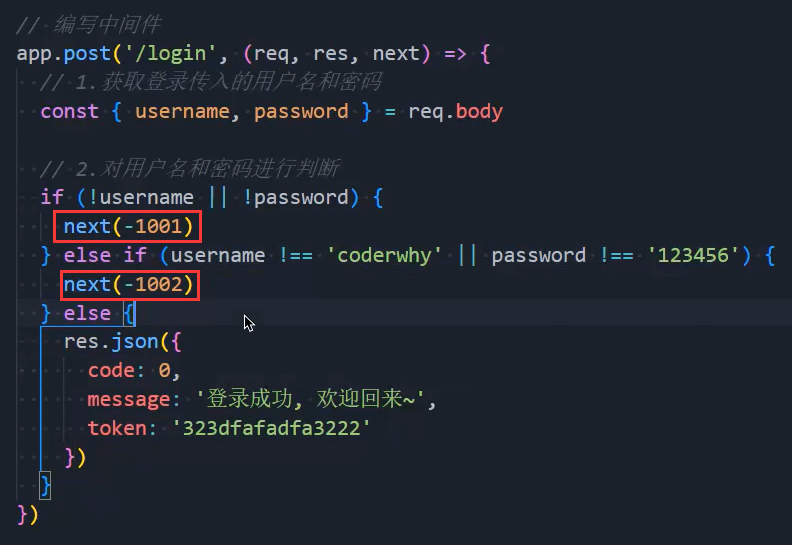 // 编写中间件
app.post('/login', (req, res, next) => {
// 1.获取登录传入的用户名和密码
const { username, password } = req.body
// 2.对用户名和密码进行判断
if (!username || !password) {
next(-1001)
} else if (username !== 'coderwhy' || password !== '123456') {
next(-1002)
} else {
res.json({
code: 0,
message: '登录成功, 欢迎回来~',
token: '323dfafadfa3222'
})
}
})